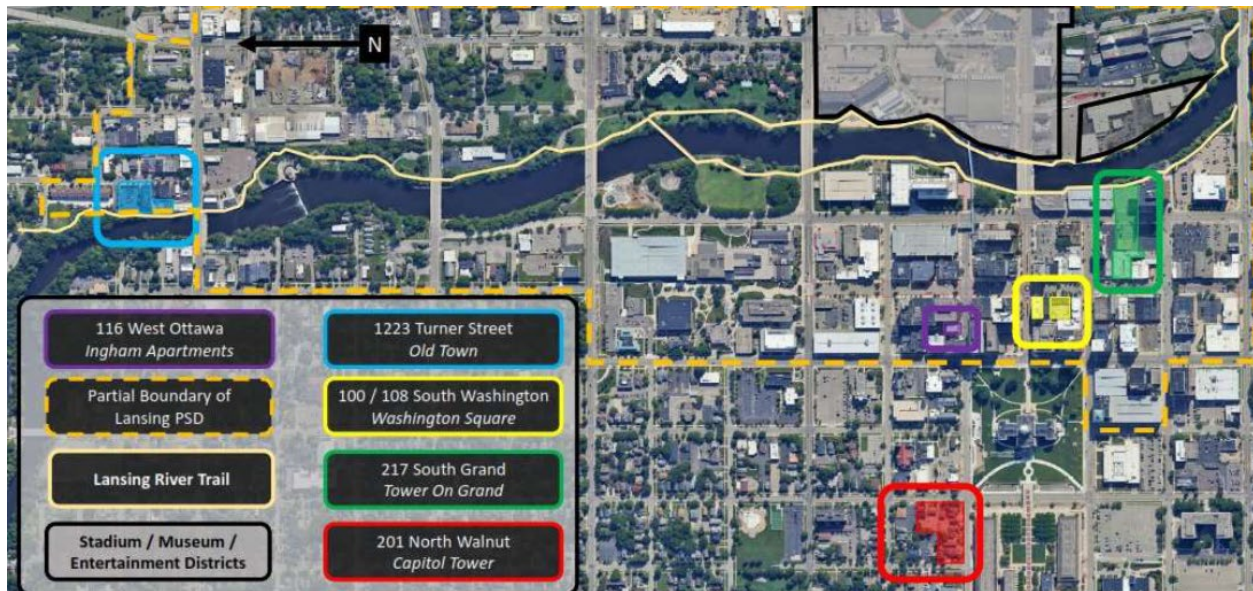 N
116 West Ottawa
Ingham Apartments
1223 Turner Street
Old Town
Partial Boundary of
Lansing PSD
100 / 108 South Washington
Washington Square
Lansing River Trail
217 South Grand
Tower On Grand
Stadium / Museum /
Entertainment Districts
201 North Walnut
Capitol Tower